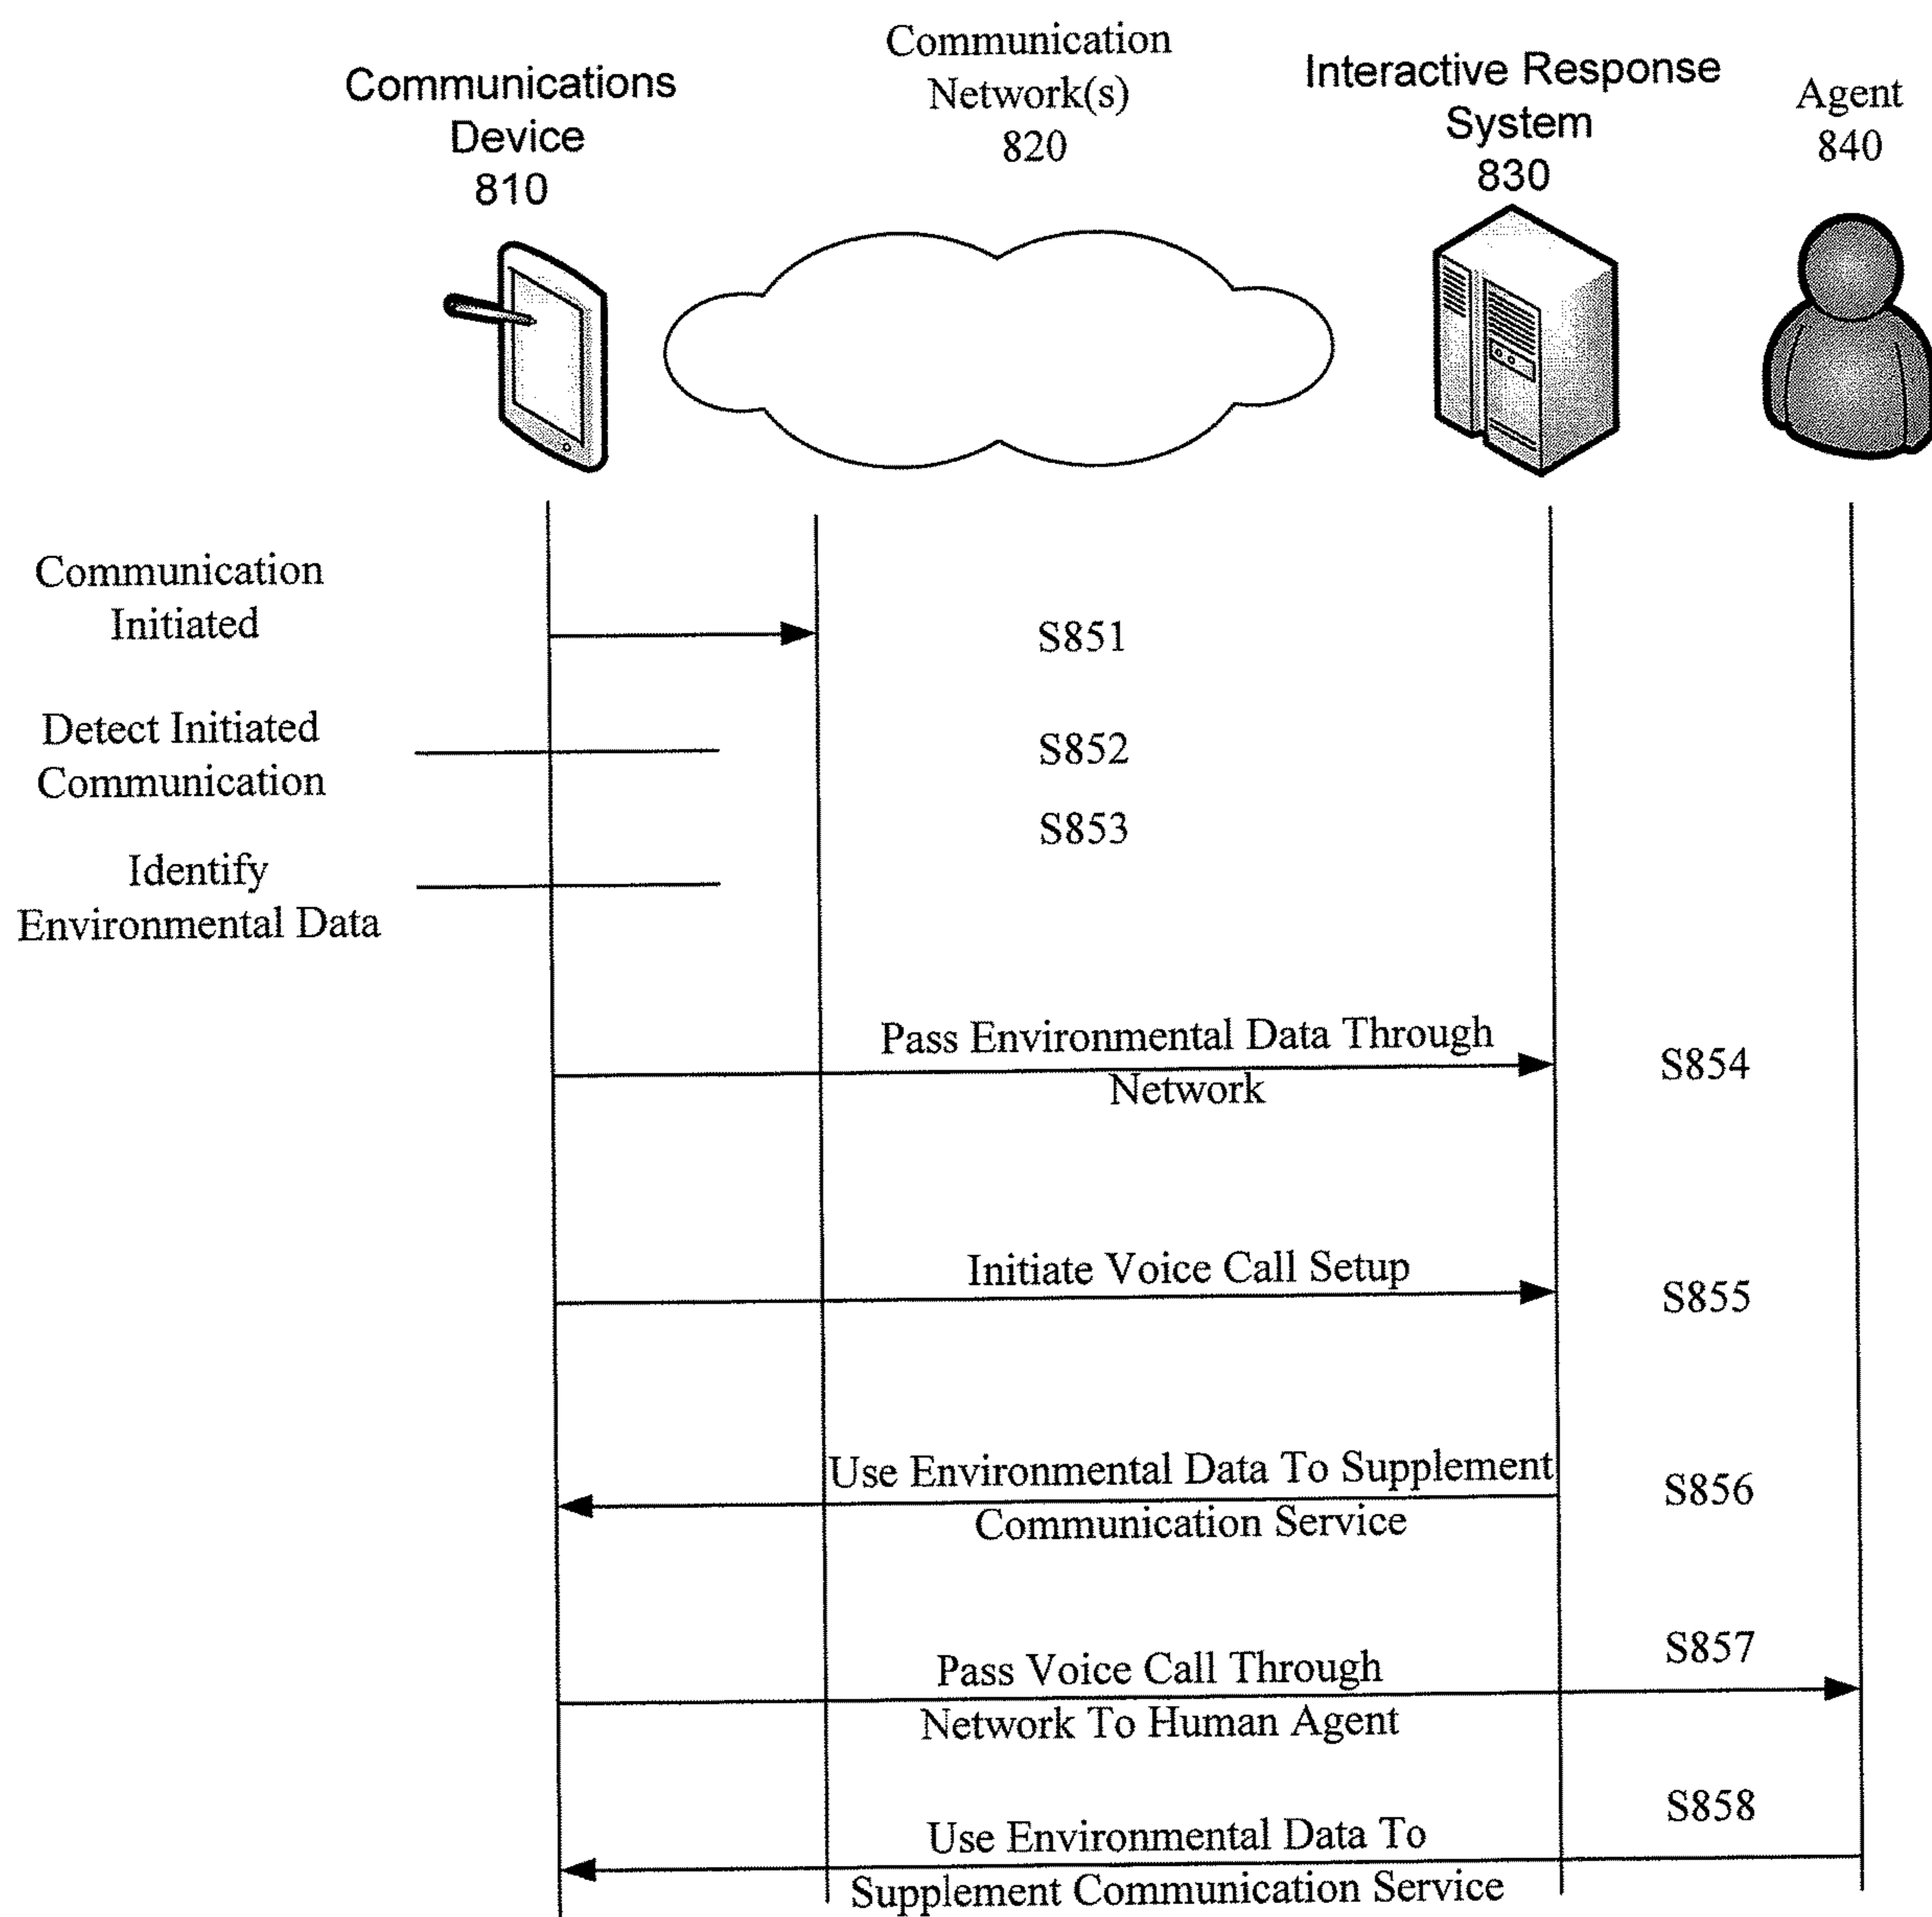 Communications
Device
810
Communication
Network(s)
820
Interactive Response
System
830
Agent
840
Communication
Initiated
S851
Detect Initiated
Communication
S852
S853
Identify
Environmental Data
Pass Environmental Data Through
Network
S854
Initiate Voice Call Setup
S855
Use Environmental Data To Supplement
Communication Service
S856
Pass Voice Call Through
Network To Human Agent
S857
Use Environmental Data To
Supplement Communication Service
S858